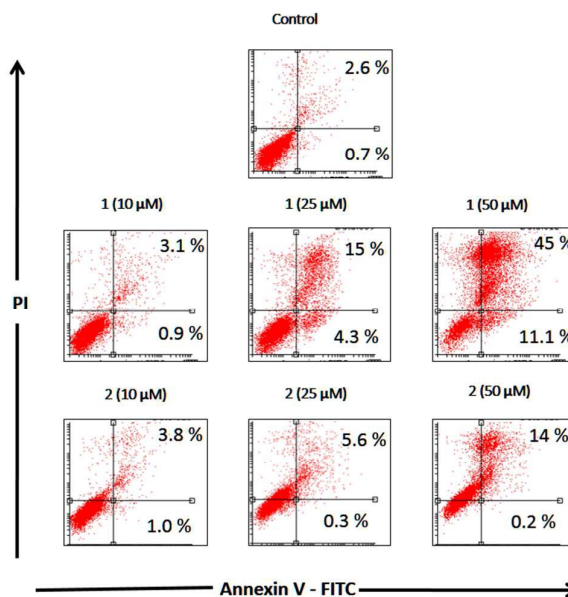 Control
2.6 %
0.7 %
1 (10 µM)
1 (25 µM)
1 (50 µM)
3.1 %
15 %
45 %
PI
0.9 %
4.3 %
11.1 %
2 (10 µM)
2 (25 µM)
2 (50 µM)
3.8 %
5.6 %
14 %
1.0 %
0.3 %
0.2 %
Annexin V - FITC